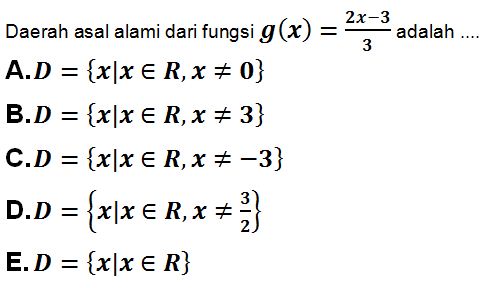 Daerah asal alami dari fungsi g(x) = (2x−3)/3 adalah ....
A. D = {x|x ∈ R, x ≠ 0}
B. D = {x|x ∈ R, x ≠ 3}
C. D = {x|x ∈ R, x ≠ −3}
D. D = {x|x ∈ R, x ≠ 3/2}
E. D = {x|x ∈ R}